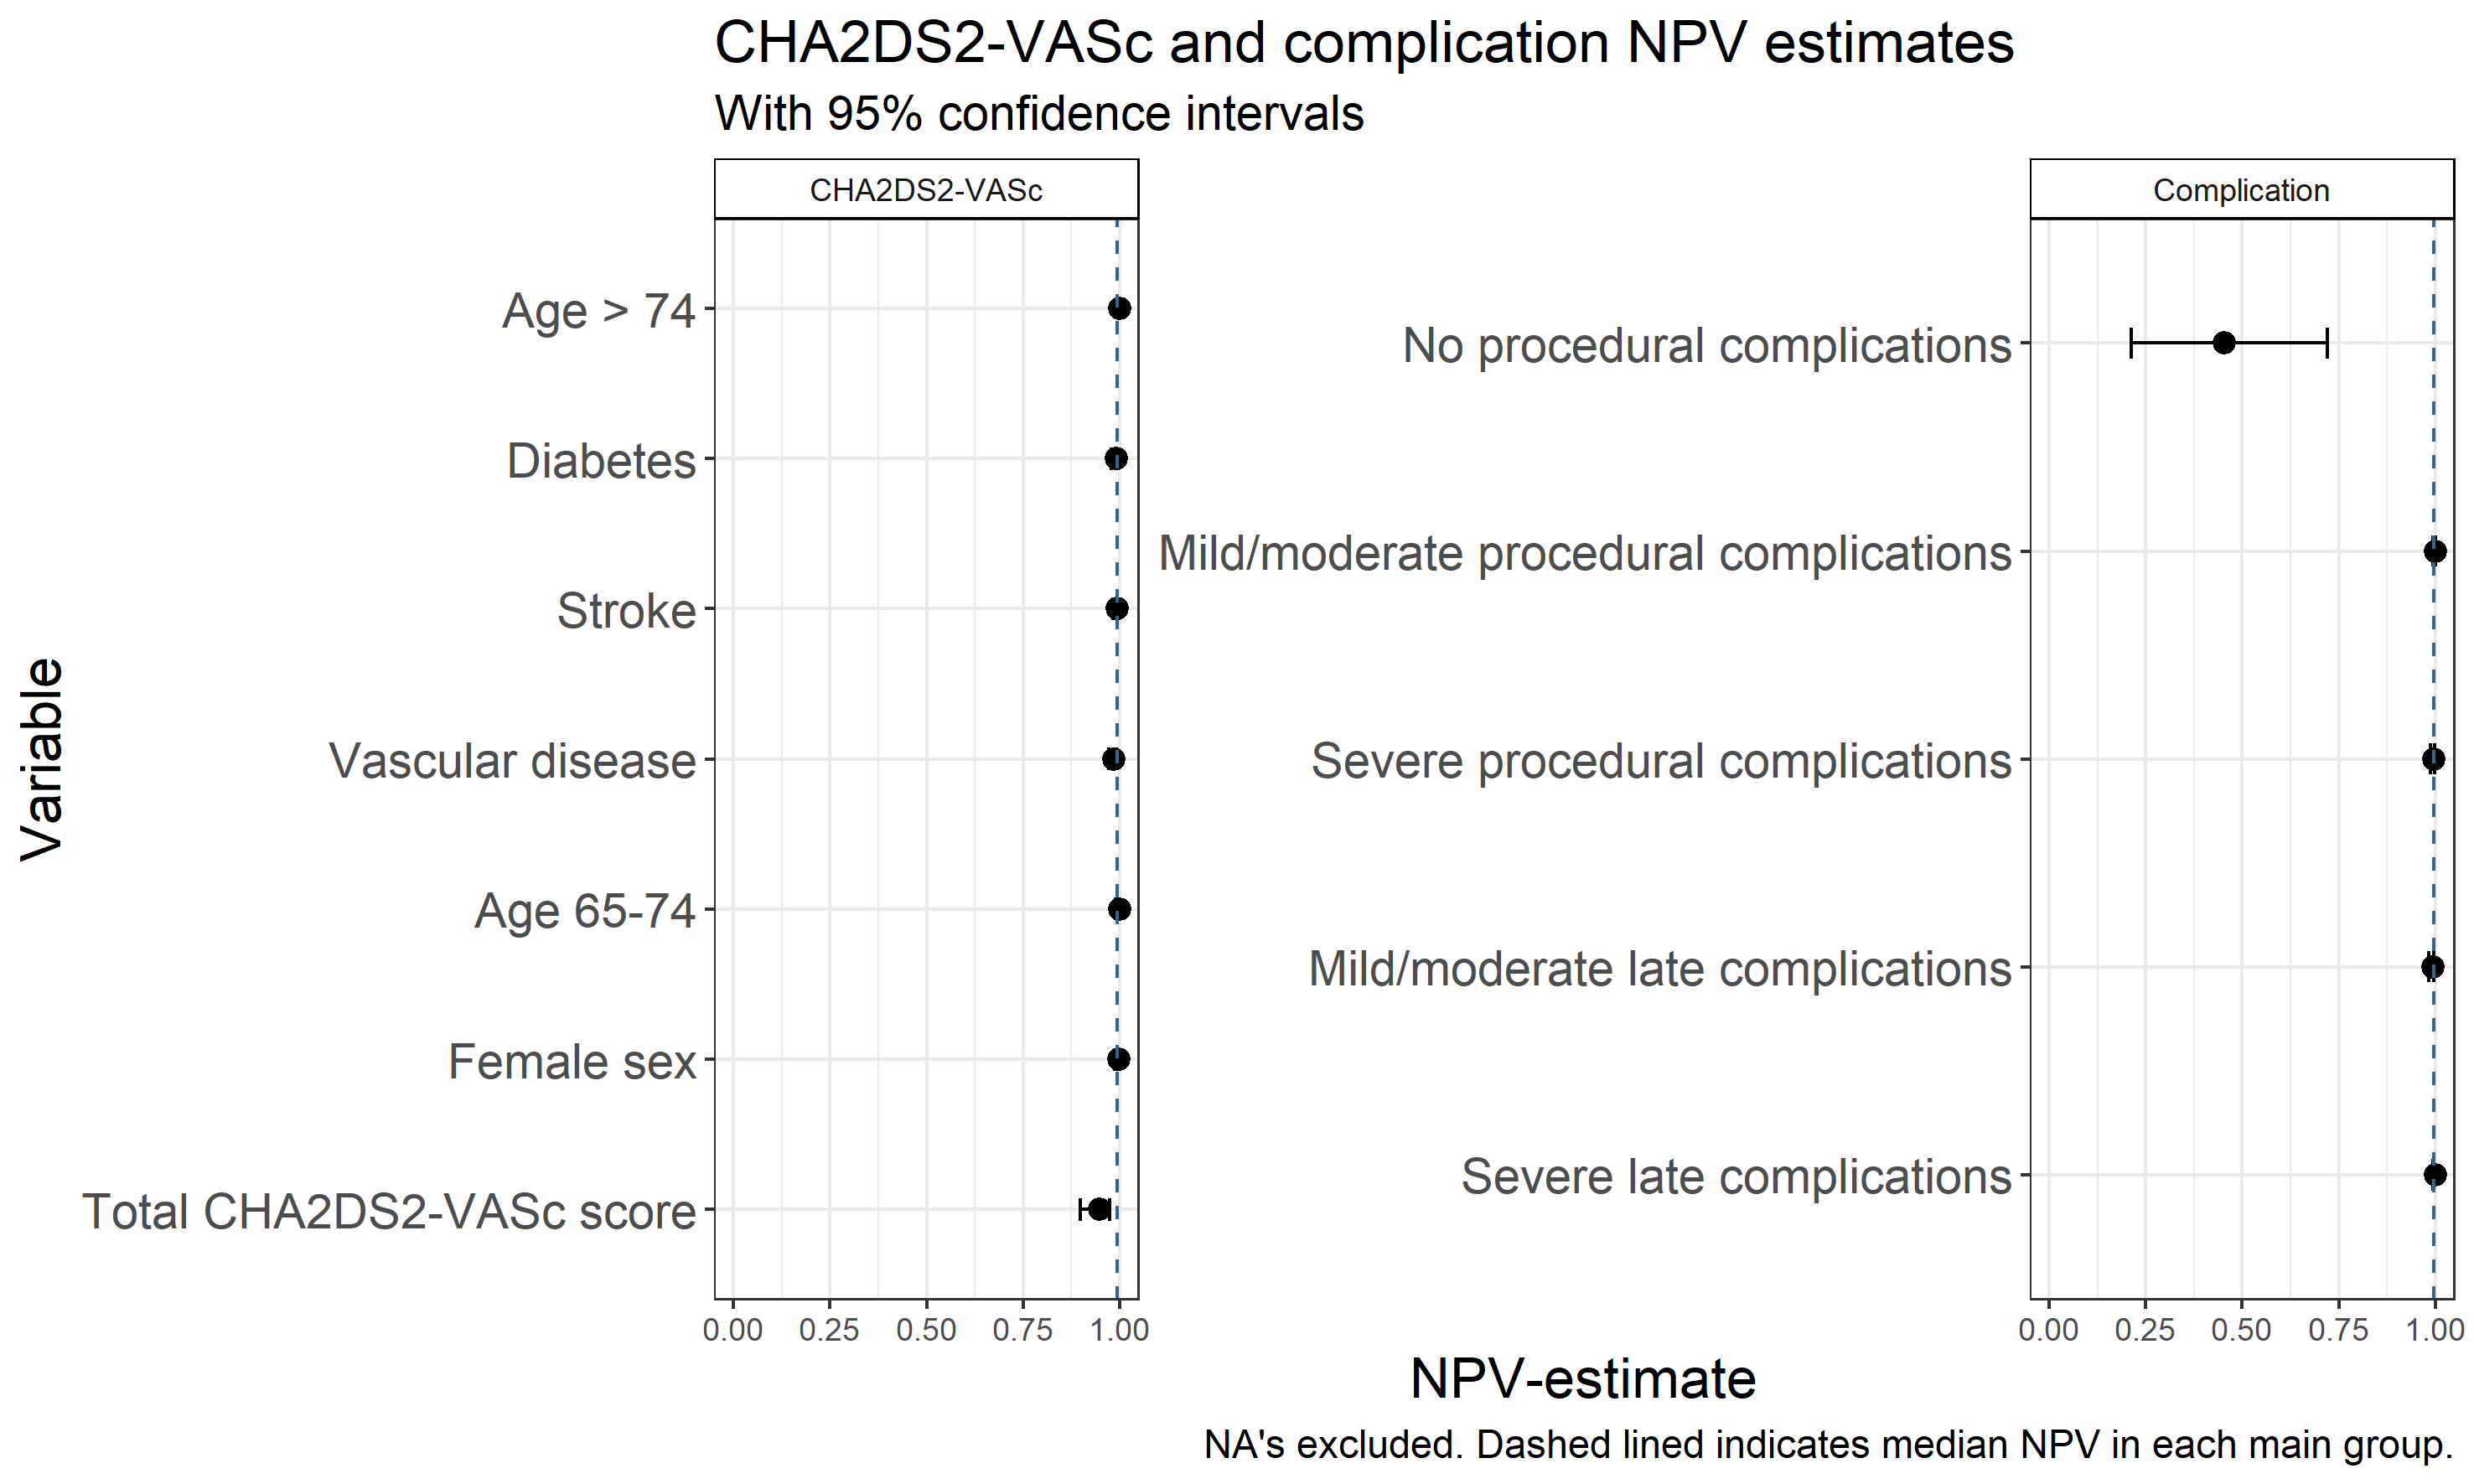 CHA2DS2-VASc and complication NPV estimates
With 95% confidence intervals
CHA2DS2-VASc
Age > 74
Diabetes
Stroke
Vascular disease
Age 65-74
Female sex
Total CHA2DS2-VASc score
0.00 0.25 0.50 0.75 1.00
Complication
No procedural complications
Mild/moderate procedural complications
Severe procedural complications
Mild/moderate late complications
Severe late complications
0.00 0.25 0.50 0.75 1.00
Variable
NPV-estimate
NA's excluded. Dashed lined indicates median NPV in each main group.